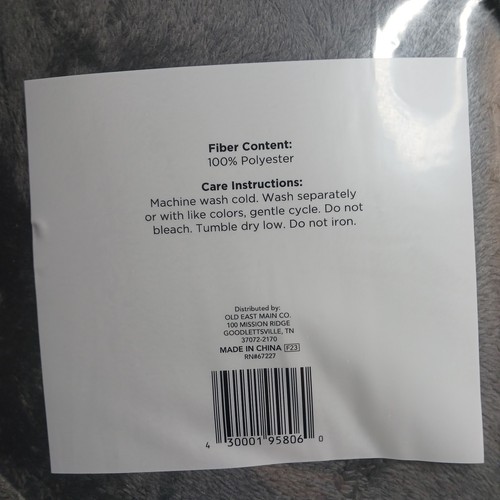 Fiber Content:
100% Polyester
Care Instructions:
Machine wash cold. Wash separately
or with like colors, gentle cycle. Do not
bleach. Tumble dry low. Do not iron.
Distributed by:
OLD EAST MAIN CO.
100 MISSION RIDGE
GOODLETTSVILLE, TN
37072-2170
MADE IN CHINA F23
RN#67227
4 30001 95806 0